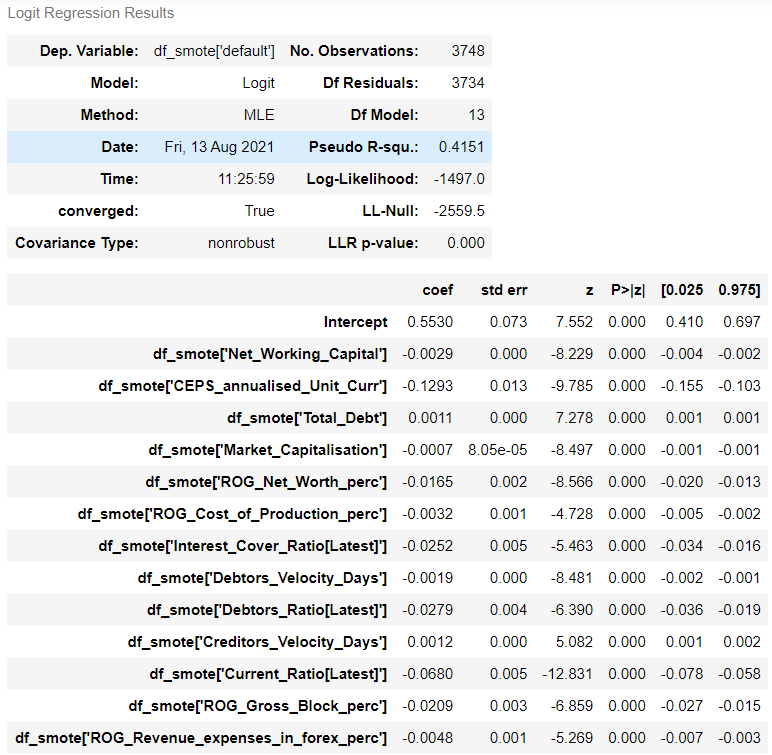 Logit Regression Results
Dep. Variable: df_smote['default'] No. Observations: 3748
Model: Logit Df Residuals: 3734
Method: MLE Df Model: 13
Date: Fri, 13 Aug 2021 Pseudo R-squ.: 0.4151
Time: 11:25:59 Log-Likelihood: -1497.0
converged: True LL-Null: -2559.5
Covariance Type: nonrobust LLR p-value: 0.000
coef std err z P>|z| [0.025 0.975]
Intercept 0.5530 0.073 7.552 0.000 0.410 0.697
df_smote['Net_Working_Capital'] -0.0029 0.000 -8.229 0.000 -0.004 -0.002
df_smote['CEPS_annualised_Unit_Curr'] -0.1293 0.013 -9.785 0.000 -0.155 -0.103
df_smote['Total_Debt'] 0.0011 0.000 7.278 0.000 0.001 0.001
df_smote['Market_Capitalisation'] -0.0007 8.05e-05 -8.497 0.000 -0.001 -0.001
df_smote['ROG_Net_Worth_perc'] -0.0165 0.002 -8.566 0.000 -0.020 -0.013
df_smote['ROG_Cost_of_Production_perc'] -0.0032 0.001 -4.728 0.000 -0.005 -0.002
df_smote['Interest_Cover_Ratio[Latest]'] -0.0252 0.005 -5.463 0.000 -0.034 -0.016
df_smote['Debtors_Velocity_Days'] -0.0019 0.000 -8.481 0.000 -0.002 -0.001
df_smote['Debtors_Ratio[Latest]'] -0.0279 0.004 -6.390 0.000 -0.036 -0.019
df_smote['Creditors_Velocity_Days'] 0.0012 0.000 5.082 0.000 0.001 0.002
df_smote['Current_Ratio[Latest]'] -0.0680 0.005 -12.831 0.000 -0.078 -0.058
df_smote['ROG_Gross_Block_perc'] -0.0209 0.003 -6.859 0.000 -0.027 -0.015
df_smote['ROG_Revenue_expenses_in_forex_perc'] -0.0048 0.001 -5.269 0.000 -0.007 -0.003